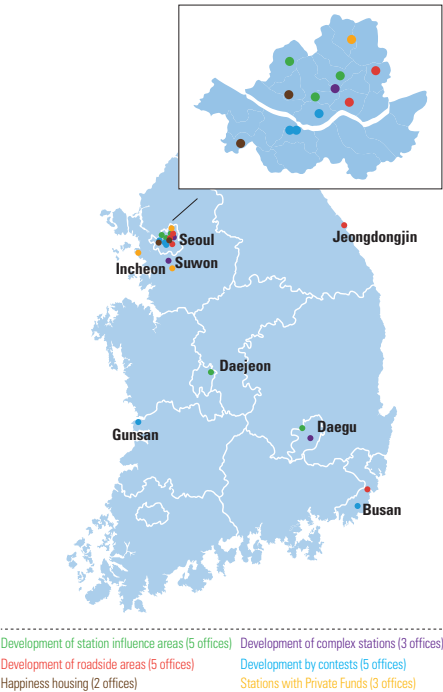 Seoul
Jeongdongjin
Incheon
Suwon
Daejeon
Gunsan
Daegu
Busan
Development of station influence areas (5 offices)
Development of complex stations (3 offices)
Development of roadside areas (5 offices)
Development by contests (5 offices)
Happiness housing (2 offices)
Stations with Private Funds (3 offices)